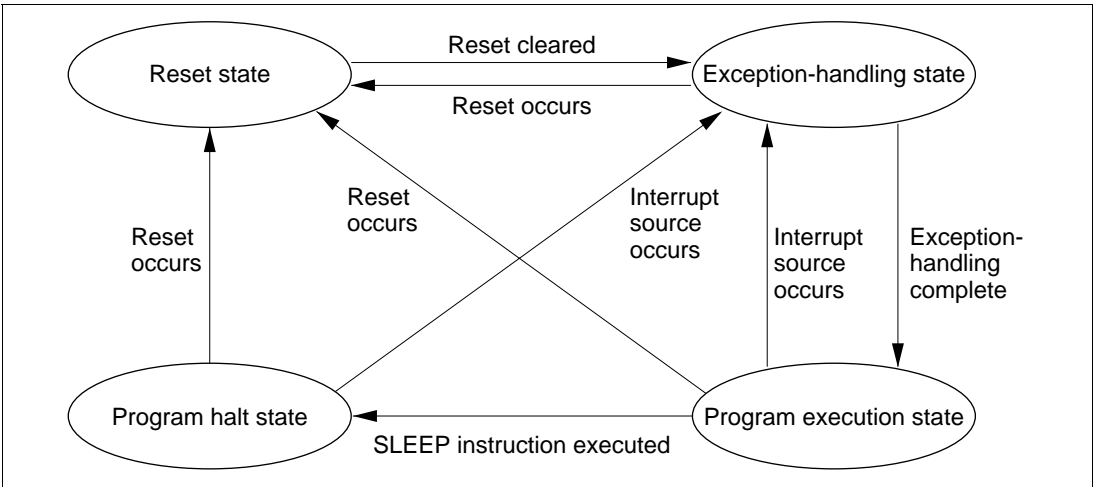 Reset cleared
Reset state
Exception-handling state
Reset occurs
Reset
occurs
Interrupt
source
occurs
Reset
occurs
Interrupt
source
occurs
Exception-
handling
complete
Program halt state
Program execution state
SLEEP instruction executed